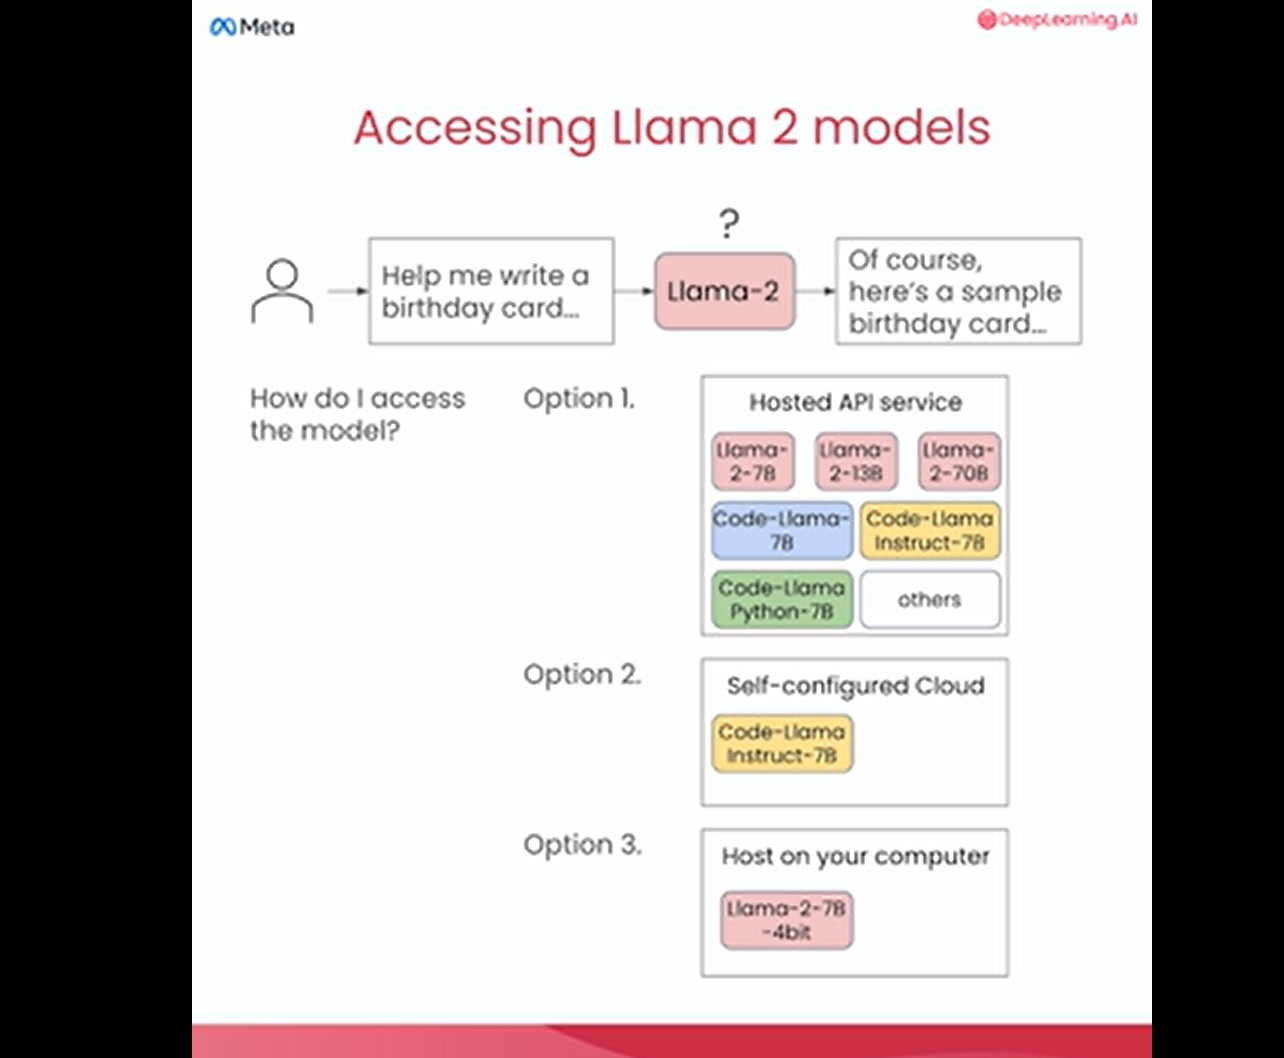 Meta
DeepLearning.AI
Accessing Llama 2 models
?
Help me write a
birthday card...
Llama-2
Of course,
here's a sample
birthday card...
How do I access
the model?
Option 1.
Hosted API service
Llama-
2-7B
Llama-
2-13B
Llama-
2-70B
Code-Llama-
7B
Code-Llama
Instruct-7B
Code-Llama
Python-7B
others
Option 2.
Self-configured Cloud
Code-Llama
Instruct-7B
Option 3.
Host on your computer
Llama-2-7B
-4bit